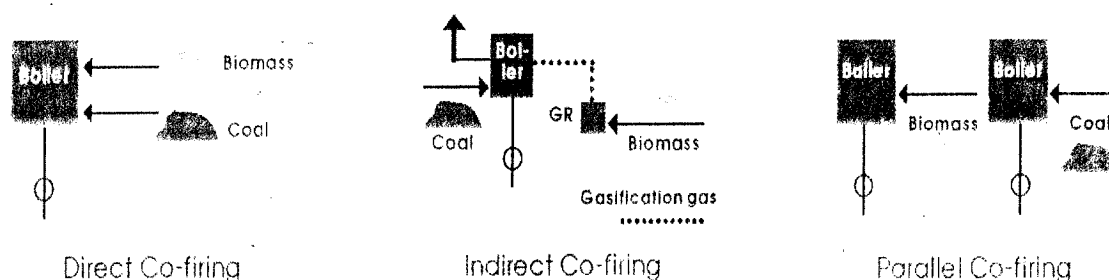 Boiler
Biomass
Coal
Direct Co-firing
Boi-
ler
Coal
GR
Biomass
Gasification gas
Indirect Co-firing
Boiler
Biomass
Boiler
Coal
Parallel Co-firing